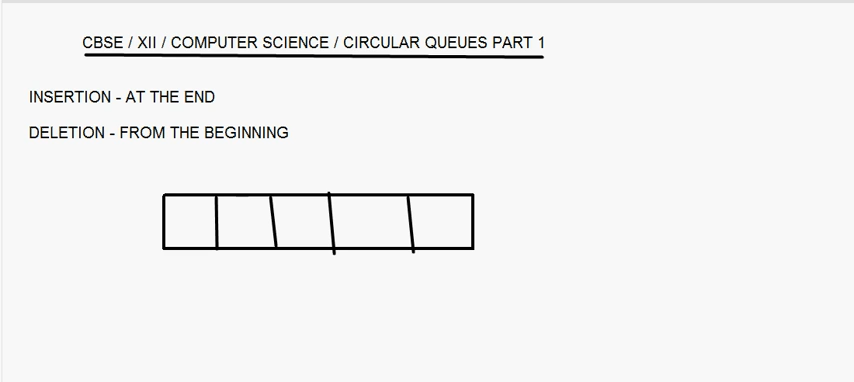 CBSE / XII / COMPUTER SCIENCE / CIRCULAR QUEUES PART 1
INSERTION - AT THE END
DELETION - FROM THE BEGINNING